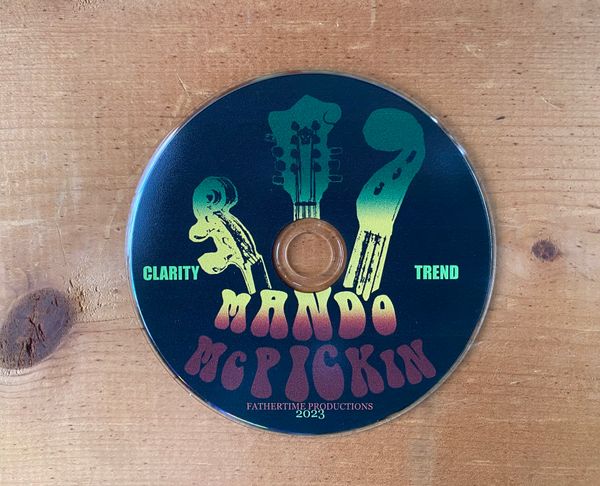 CLARITY
TREND
MANDO
McPICKIN
FATHERTIME PRODUCTIONS
2023